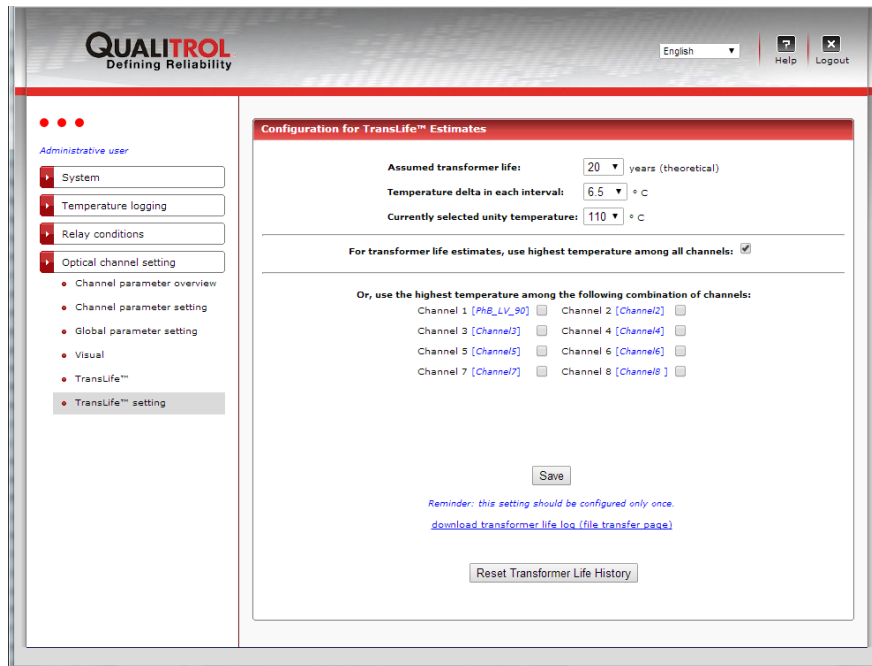 QUALITROL
Defining Reliability
English
? x
Help Logout
Administrative user
System
Temperature logging
Relay conditions
Optical channel setting
Channel parameter overview
Channel parameter setting
Global parameter setting
Visual
TransLife™
TransLife™ setting
Configuration for TransLife™ Estimates
Assumed transformer life: 20 years (theoretical)
Temperature delta in each interval: 6.5 ° C
Currently selected unity temperature: 110 ° C
For transformer life estimates, use highest temperature among all channels:
Or, use the highest temperature among the following combination of channels:
Channel 1 [PhB_LV_90] Channel 2 [Channel2]
Channel 3 [Channel3] Channel 4 [Channel4]
Channel 5 [Channel5] Channel 6 [Channel6]
Channel 7 [Channel7] Channel 8 [Channel8 ]
Save
Reminder: this setting should be configured only once.
download transformer life log (file transfer page)
Reset Transformer Life History